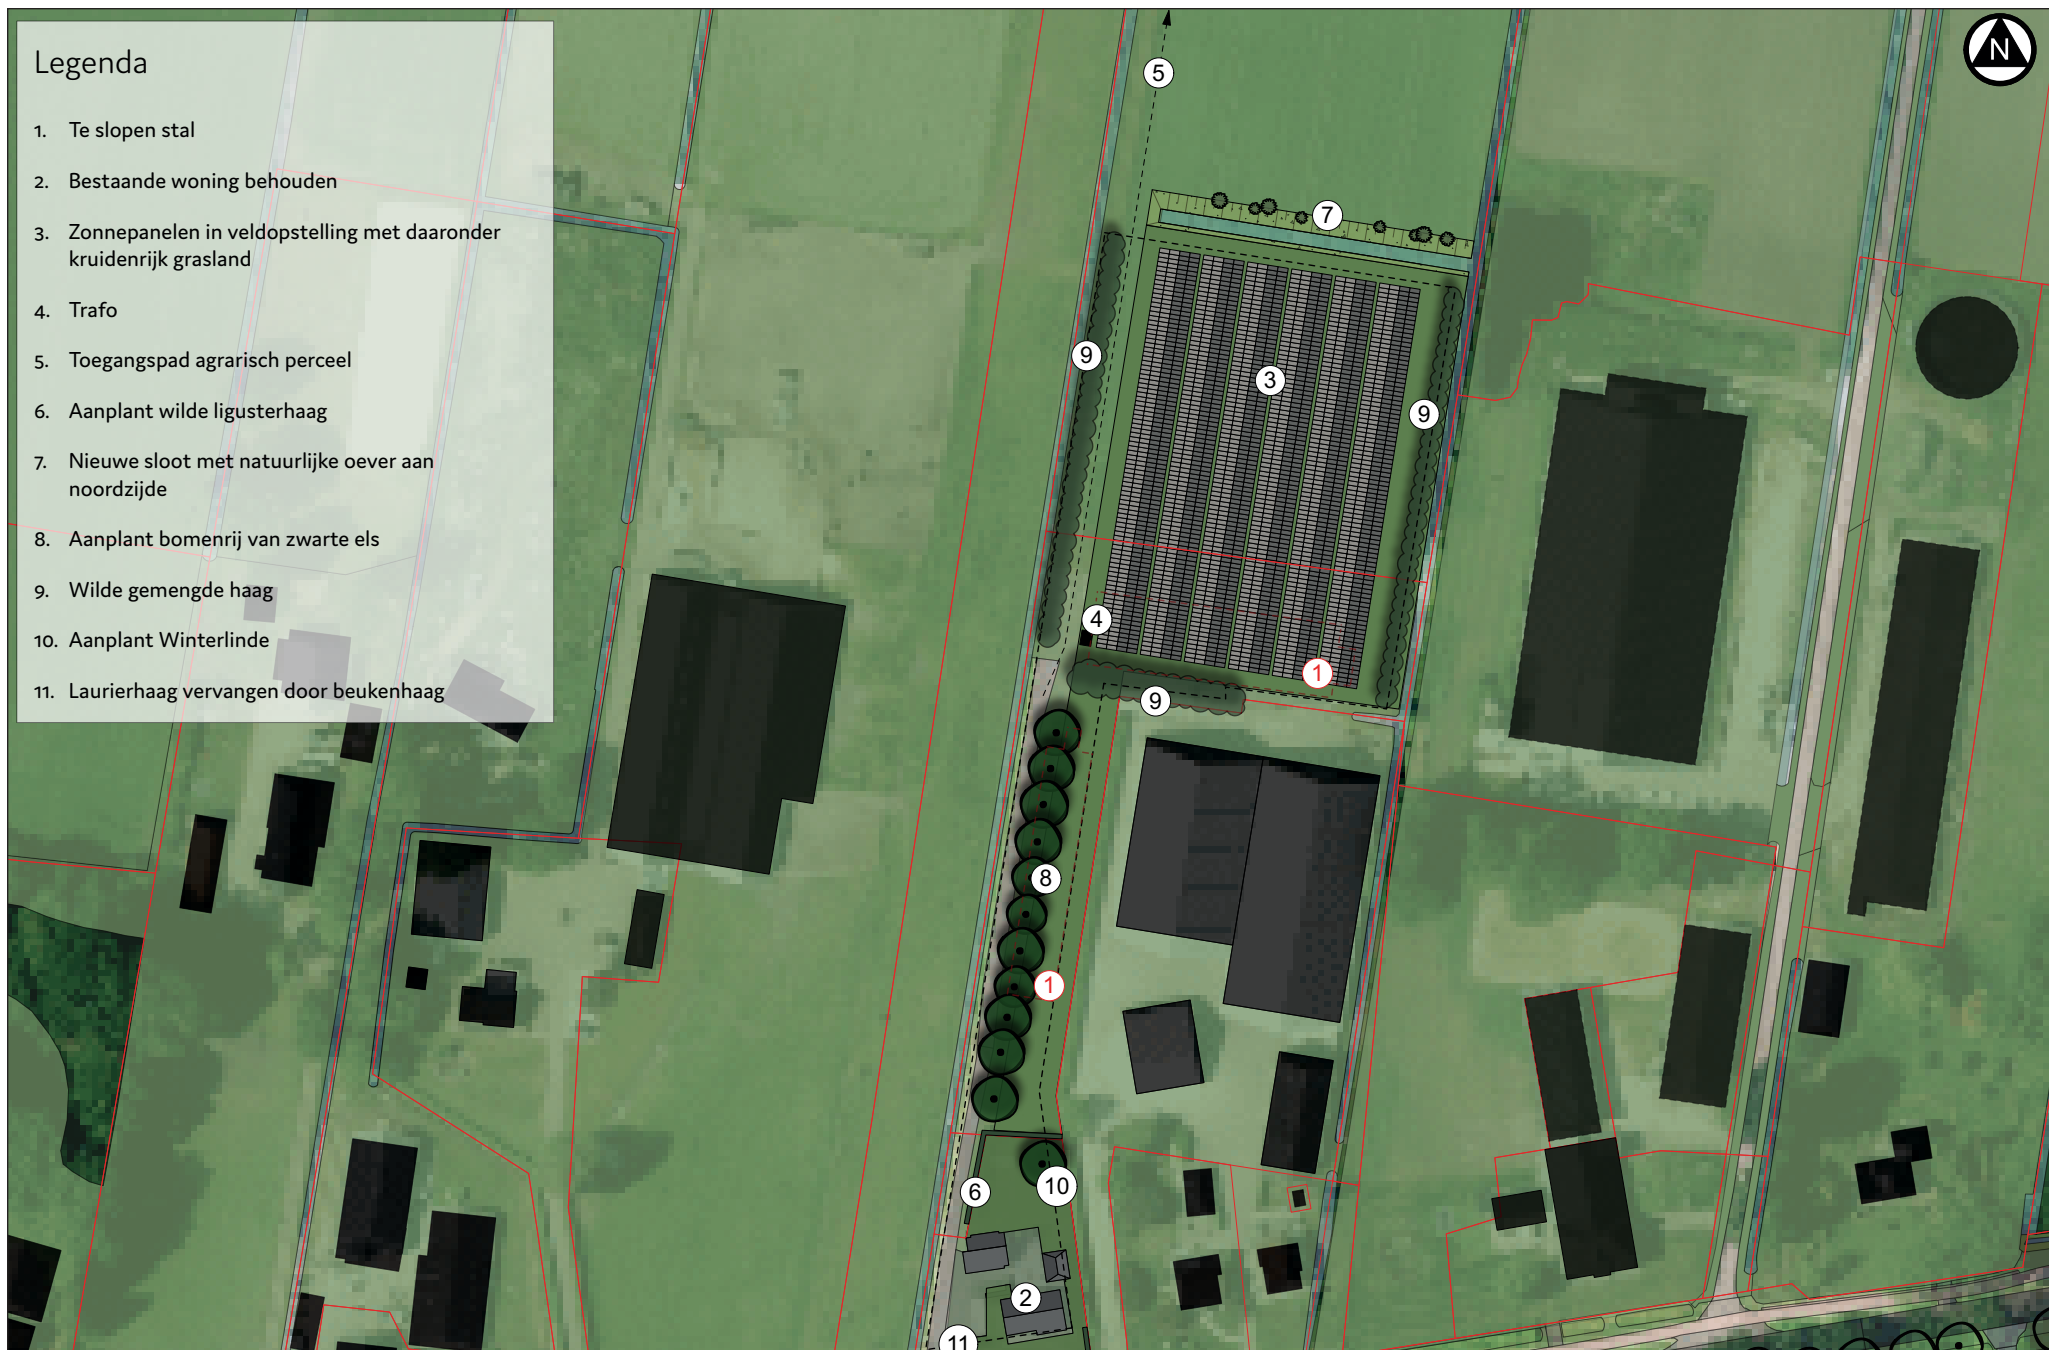 Legenda
1. Te slopen stal
2. Bestaande woning behouden
3. Zonnepanelen in veldopstelling met daaronder
kruidenrijk grasland
4. Trafo
5. Toegangspad agrarisch perceel
6. Aanplant wilde ligusterhaag
7. Nieuwe sloot met natuurlijke oever aan
noordzijde
8. Aanplant bomenrij van zwarte els
9. Wilde gemengde haag
10. Aanplant Winterlinde
11. Laurierhaag vervangen door beukenhaag
N
5
7
9
3
9
4
1
9
8
1
10
6
2
11